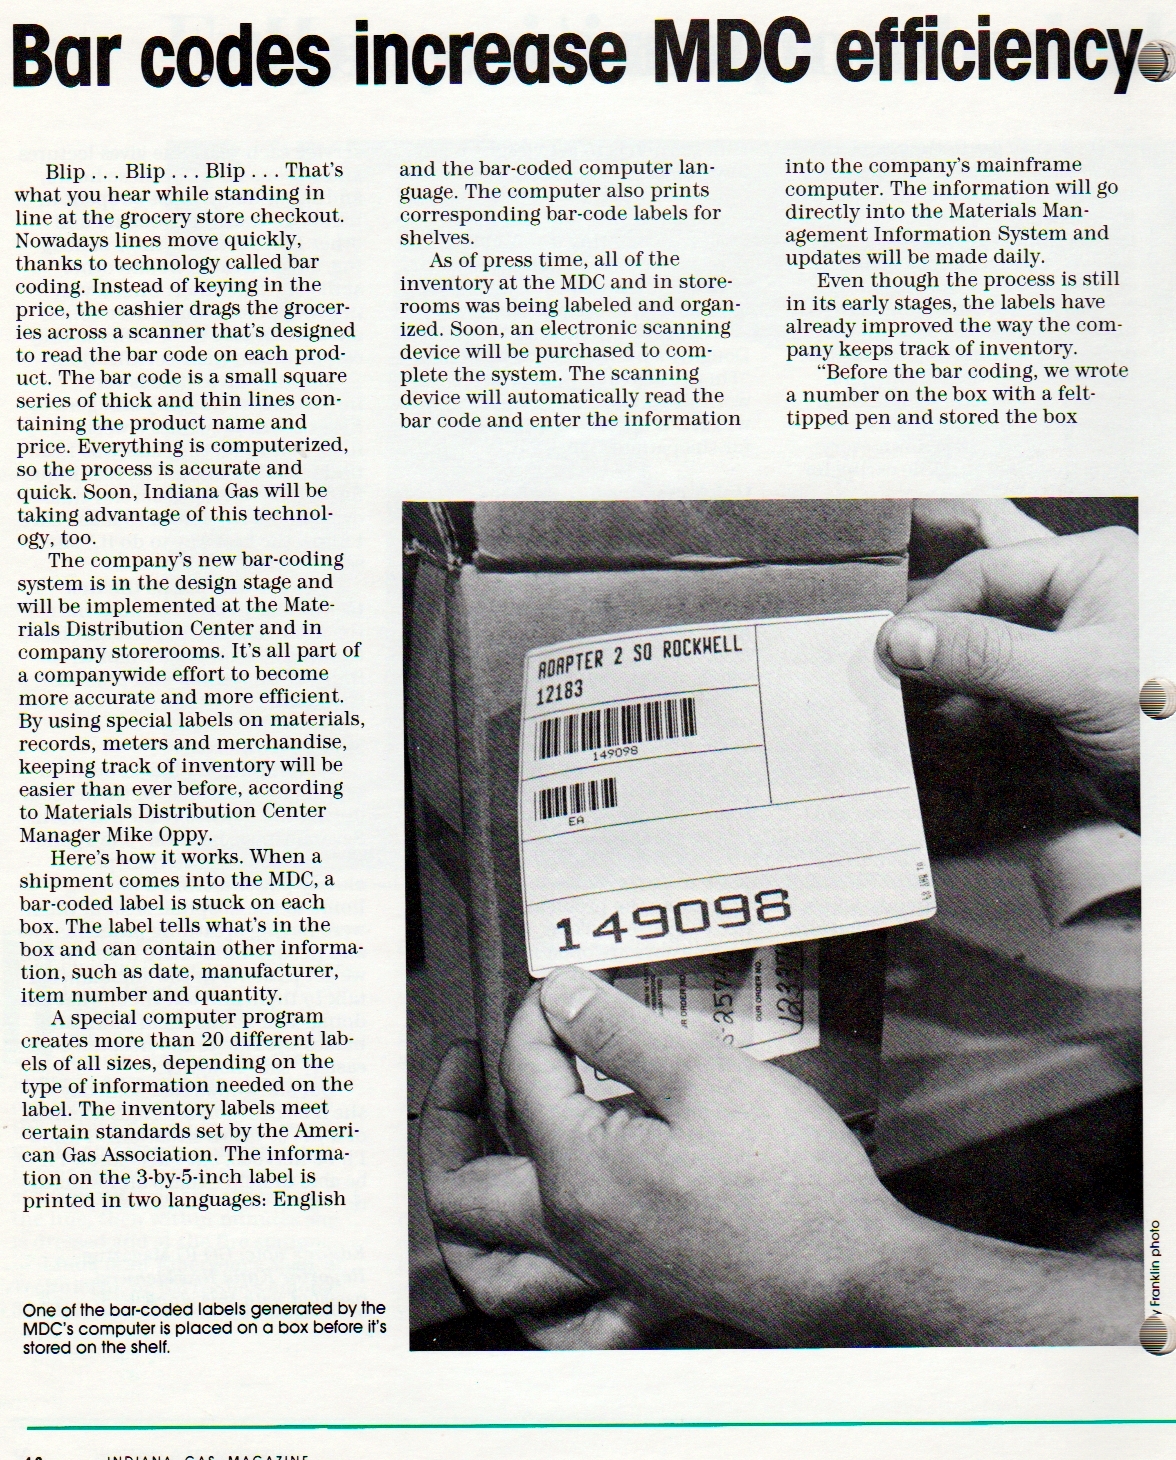 Bar codes increase MDC efficiency
Blip . . . Blip . . . Blip . . . That's
what you hear while standing in
line at the grocery store checkout.
Nowadays lines move quickly,
thanks to technology called bar
coding. Instead of keying in the
price, the cashier drags the grocer-
ies across a scanner that's designed
to read the bar code on each prod-
uct. The bar code is a small square
series of thick and thin lines con-
taining the product name and
price. Everything is computerized,
so the process is accurate and
quick. Soon, Indiana Gas will be
taking advantage of this technol-
ogy, too.
The company's new bar-coding
system is in the design stage and
will be implemented at the Mate-
rials Distribution Center and in
company storerooms. It's all part of
a companywide effort to become
more accurate and more efficient.
By using special labels on materials,
records, meters and merchandise,
keeping track of inventory will be
easier than ever before, according
to Materials Distribution Center
Manager Mike Oppy.
Here's how it works. When a
shipment comes into the MDC, a
bar-coded label is stuck on each
box. The label tells what's in the
box and can contain other informa-
tion, such as date, manufacturer,
item number and quantity.
A special computer program
creates more than 20 different lab-
els of all sizes, depending on the
type of information needed on the
label. The inventory labels meet
certain standards set by the Ameri-
can Gas Association. The informa-
tion on the 3-by-5-inch label is
printed in two languages: English
and the bar-coded computer lan-
guage. The computer also prints
corresponding bar-code labels for
shelves.
As of press time, all of the
inventory at the MDC and in store-
rooms was being labeled and organ-
ized. Soon, an electronic scanning
device will be purchased to com-
plete the system. The scanning
device will automatically read the
bar code and enter the information
into the company's mainframe
computer. The information will go
directly into the Materials Man-
agement Information System and
updates will be made daily.
Even though the process is still
in its early stages, the labels have
already improved the way the com-
pany keeps track of inventory.
"Before the bar coding, we wrote
a number on the box with a felt-
tipped pen and stored the box
ADAPTER 2 SQ ROCKWELL
12183
149098
EA
149098
OUR ORDER NO.
Franklin photo
One of the bar-coded labels generated by the
MDC's computer is placed on a box before it's
stored on the shelf.
INDIANA GAS MAGAZINE